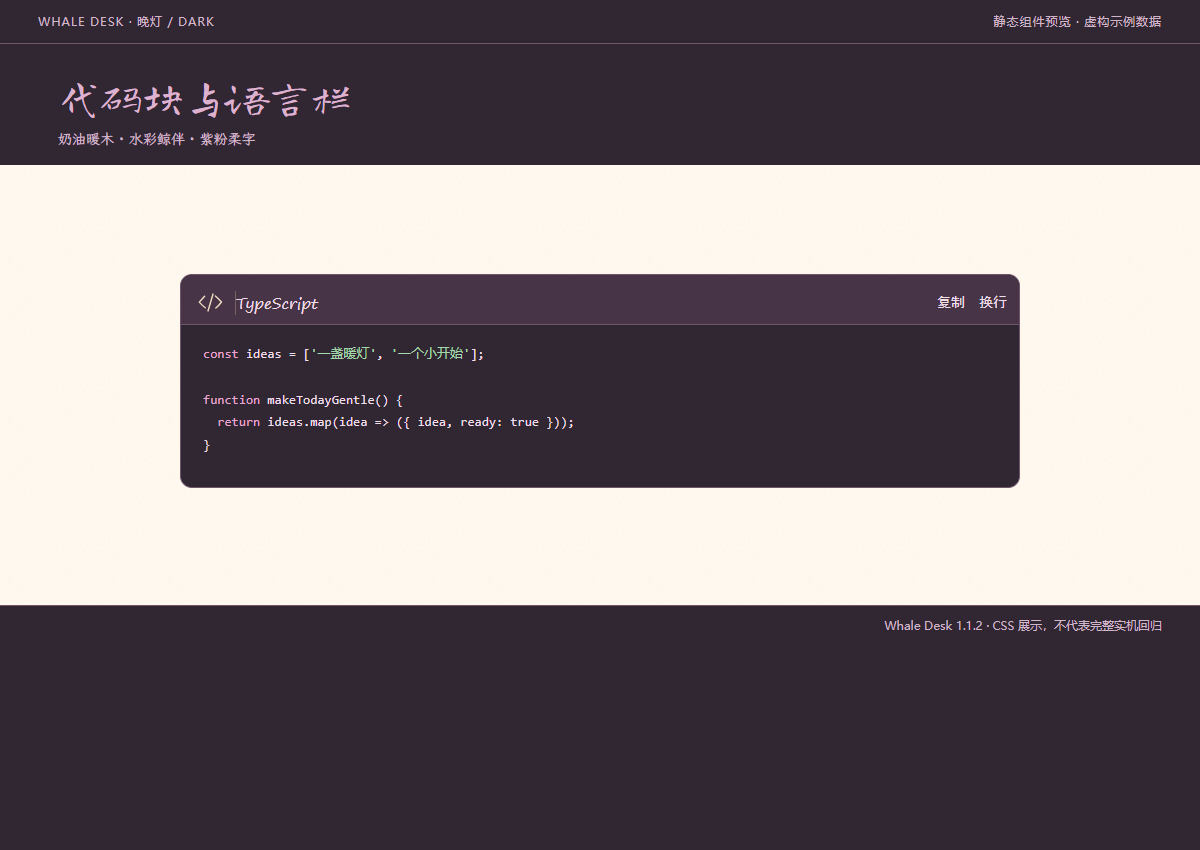 WHALE DESK · 晚灯 / DARK
静态组件预览 · 虚构示例数据
代码块与语言栏
奶油暖木 · 水彩鲸伴 · 紫粉柔字
</> TypeScript
复制 换行
const ideas = ['一盏暖灯', '一个小开始'];
function makeTodayGentle() {
  return ideas.map(idea => ({ idea, ready: true }));
}
Whale Desk 1.1.2 · CSS 展示，不代表完整实机回归